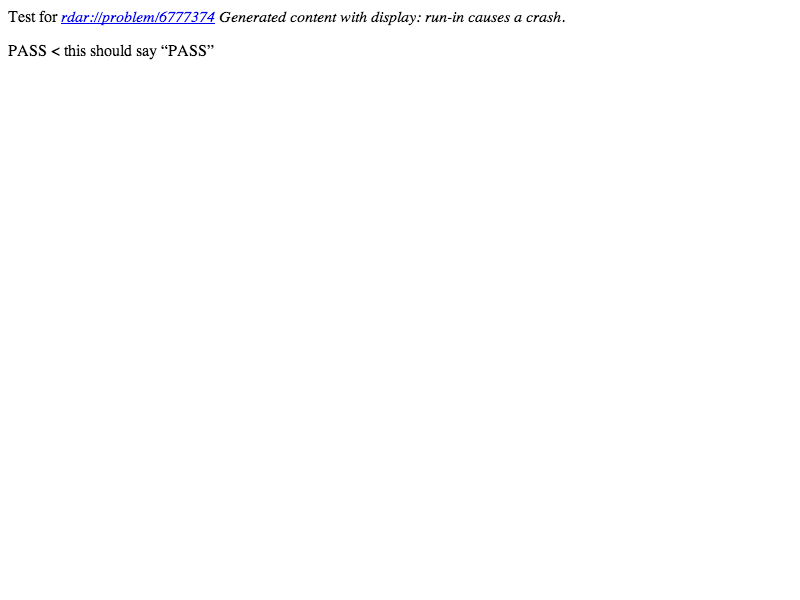 Test for rdar://problem/6777374 Generated content with display: run-in causes a crash.
PASS < this should say “PASS”